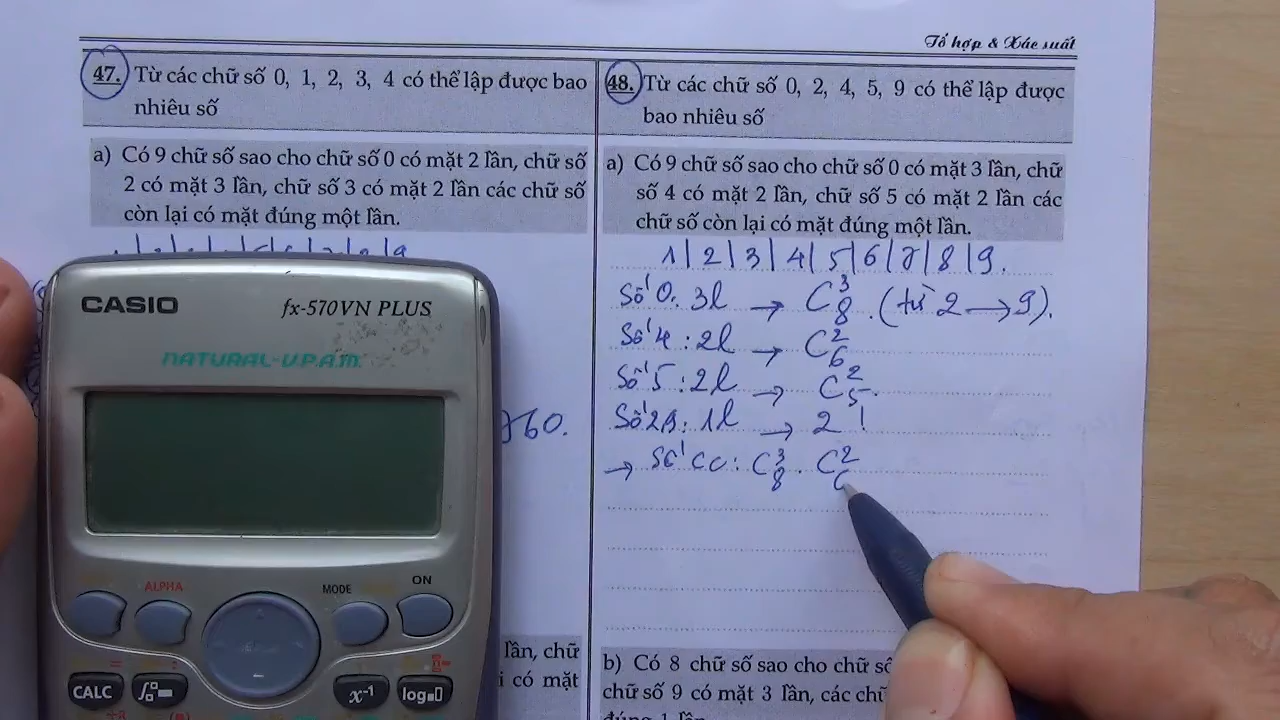 Tổ hợp & Xác suất
47. Từ các chữ số 0, 1, 2, 3, 4 có thể lập được bao
nhiêu số
a) Có 9 chữ số sao cho chữ số 0 có mặt 2 lần, chữ số
2 có mặt 3 lần, chữ số 3 có mặt 2 lần các chữ số
còn lại có mặt đúng một lần.
760.
lần, chữ
i có mặt
48. Từ các chữ số 0, 2, 4, 5, 9 có thể lập được
bao nhiêu số
a) Có 9 chữ số sao cho chữ số 0 có mặt 3 lần, chữ
số 4 có mặt 2 lần, chữ số 5 có mặt 2 lần các
chữ số còn lại có mặt đúng một lần.
1 | 2 | 3 | 4 | 5 | 6 | 7 | 8 | 9.
Số 0: 3l → C³₈. (từ 2 → 9).
Số 4: 2l → C²₆
Số 5: 2l → C²₅.
1l → 2!
→ Số cc: C³₈. C²₆
b) Có 8 chữ số sao cho chữ số
chữ số 9 có mặt 3 lần, các chữ
đúng 1 lần
CASIO
fx-570VN PLUS
NATURAL-V.P.A.M.
ALPHA
MODE
ON
CALC
x⁻¹
log